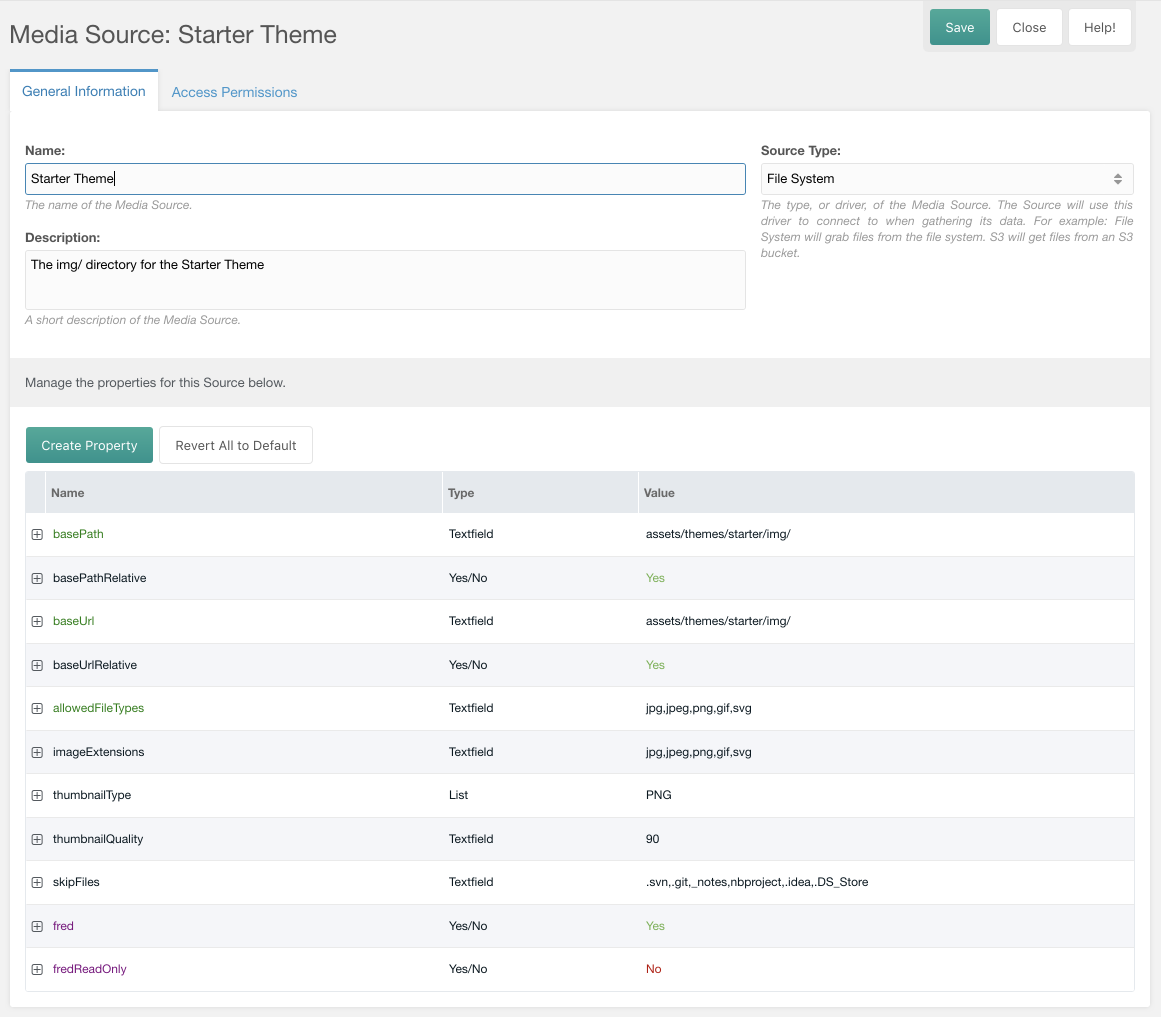 Media Source: Starter Theme
Save
Close
Help!
General Information
Access Permissions
Name:
Starter Theme
The name of the Media Source.
Source Type:
File System
The type, or driver, of the Media Source. The Source will use this
driver to connect to when gathering its data. For example: File
System will grab files from the file system. S3 will get files from an S3
bucket.
Description:
The img/ directory for the Starter Theme
A short description of the Media Source.
Manage the properties for this Source below.
Create Property
Revert All to Default
Name Type Value
basePath Textfield assets/themes/starter/img/
basePathRelative Yes/No Yes
baseUrl Textfield assets/themes/starter/img/
baseUrlRelative Yes/No Yes
allowedFileTypes Textfield jpg,jpeg,png,gif,svg
imageExtensions Textfield jpg,jpeg,png,gif,svg
thumbnailType List PNG
thumbnailQuality Textfield 90
skipFiles Textfield .svn,.git,_notes,nbproject,.idea,.DS_Store
fred Yes/No Yes
fredReadOnly Yes/No No